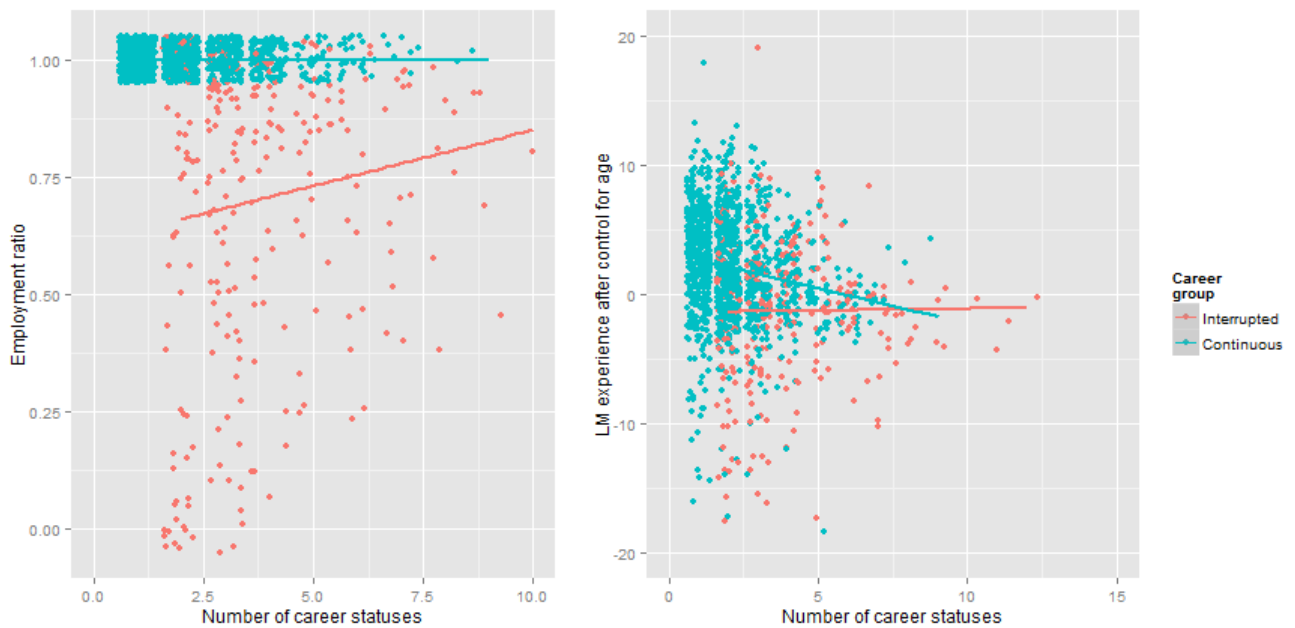 Employment ratio
1.00
0.75
0.50
0.25
0.00
0.0 2.5 5.0 7.5 10.0
Number of career statuses
LM experience after control for age
20
10
0
-10
-20
0 5 10 15
Number of career statuses
Career
group
Interrupted
Continuous